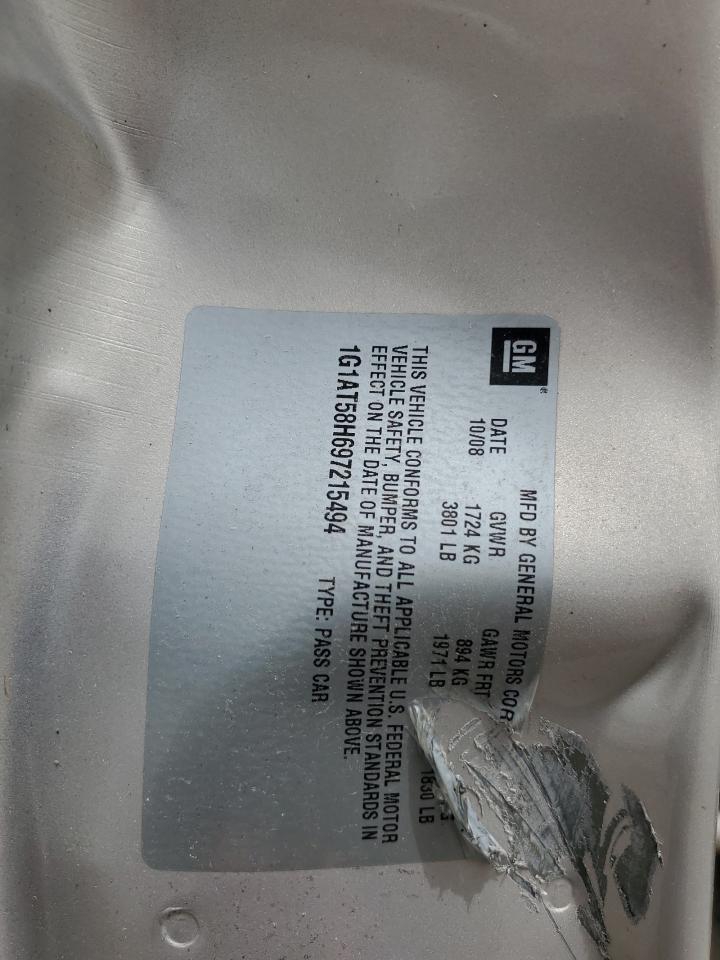 GM®
MFD BY GENERAL MOTORS COR
DATE GVWR GAWR FRT
10/08 1724 KG 894 KG
3801 LB 1971 LB 1830 LB
THIS VEHICLE CONFORMS TO ALL APPLICABLE U.S. FEDERAL MOTOR
VEHICLE SAFETY, BUMPER, AND THEFT PREVENTION STANDARDS IN
EFFECT ON THE DATE OF MANUFACTURE SHOWN ABOVE.
1G1AT58H697215494 TYPE: PASS CAR